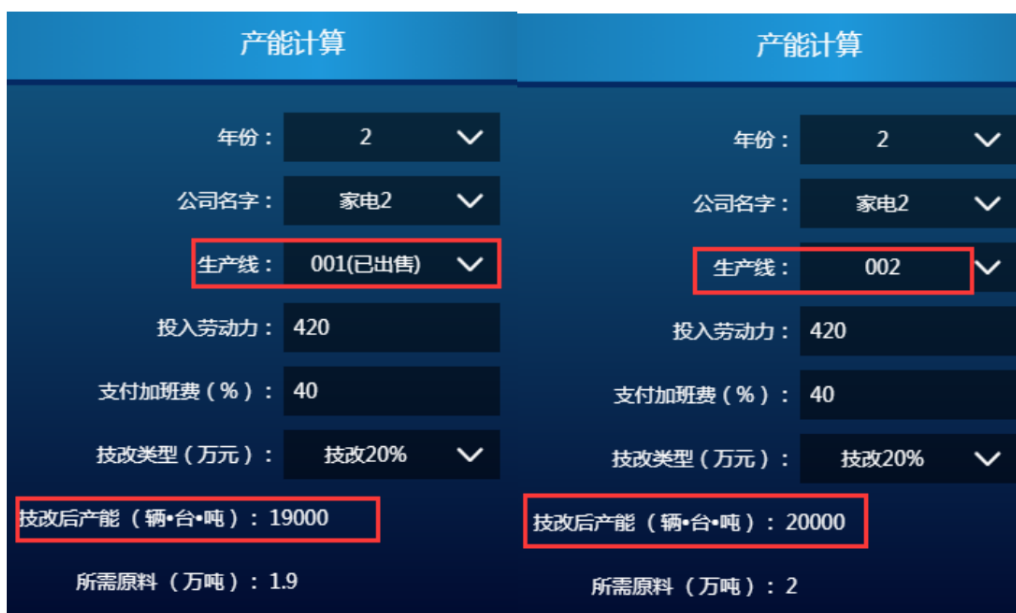 产能计算
年份： 2
公司名字： 家电2
生产线： 001(已出售)
投入劳动力： 420
支付加班费（%）： 40
技改类型（万元）： 技改20%
技改后产能（辆•台•吨）：19000
所需原料（万吨）：1.9
产能计算
年份： 2
公司名字： 家电2
生产线： 002
投入劳动力： 420
支付加班费（%）： 40
技改类型（万元）： 技改20%
技改后产能（辆•台•吨）：20000
所需原料（万吨）：2